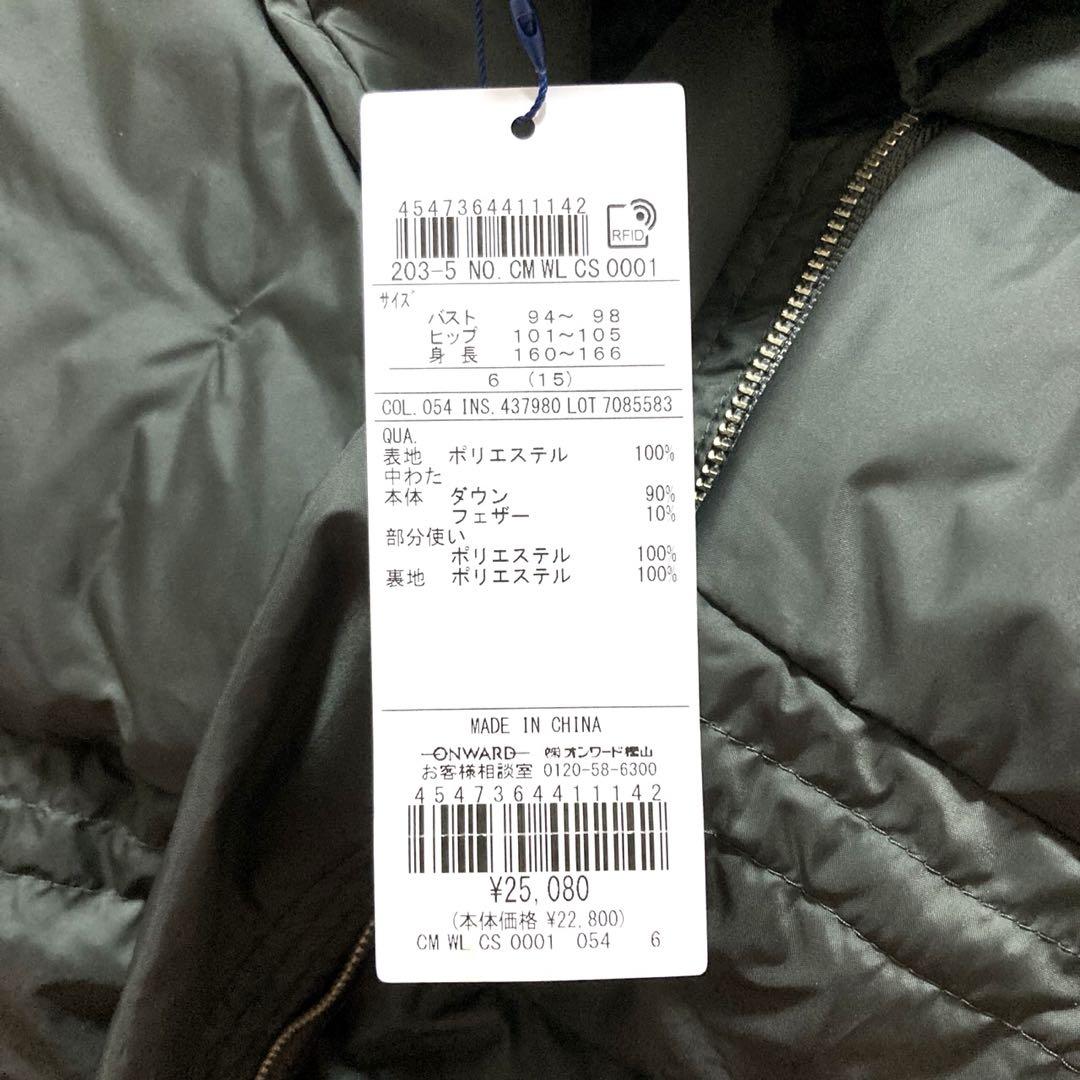 4547364411142
RFID
203-5 NO. CM WL CS 0001
サイズ
バスト 94～ 98
ヒップ 101～105
身長 160～166
6 (15)
COL. 054 INS. 437980 LOT 7085583
QUA.
表地 ポリエステル 100%
中わた
本体 ダウン 90%
フェザー 10%
部分使い
ポリエステル 100%
裏地 ポリエステル 100%
MADE IN CHINA
ONWARD ㈱オンワード樫山
お客様相談室 0120-58-6300
4547364411142
¥25,080
(本体価格 ¥22,800)
CM WL CS 0001 054 6